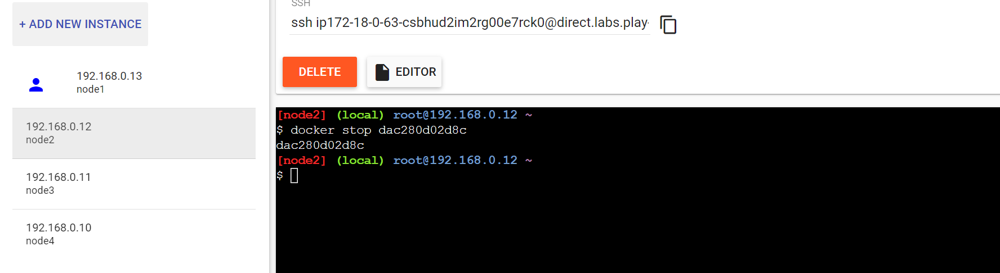 + ADD NEW INSTANCE
192.168.0.13
node1
192.168.0.12
node2
192.168.0.11
node3
192.168.0.10
node4
SSH
ssh ip172-18-0-63-csbhud2im2rg00e7rck0@direct.labs.play-
DELETE
EDITOR
[node2] (local) root@192.168.0.12 ~
$ docker stop dac280d02d8c
dac280d02d8c
[node2] (local) root@192.168.0.12 ~
$